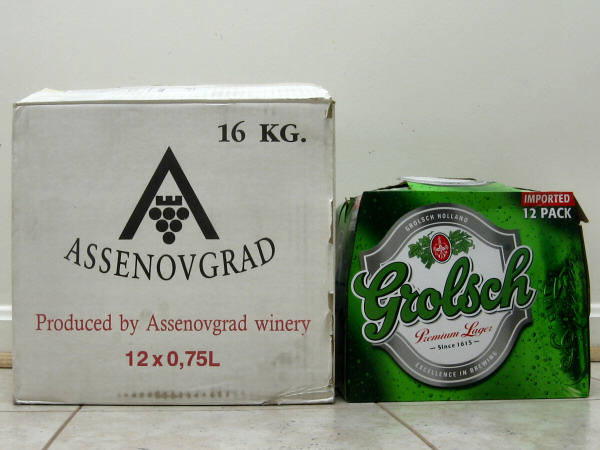 16 KG.
ASSENOVGRAD
Produced by Assenovgrad winery
12 x 0,75L
IMPORTED
12 PACK
GROLSCH HOLLAND
Grolsch
Premium Lager
– Since 1615 –
EXCELLENCE IN BREWING